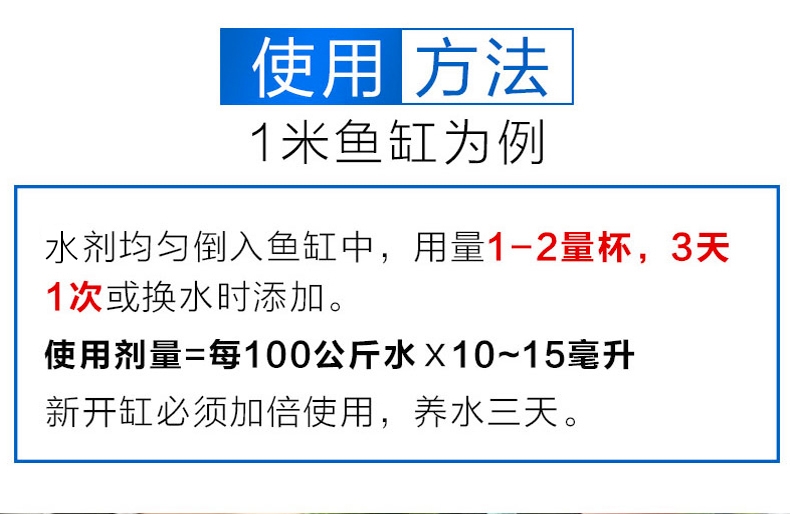 使用方法
1米鱼缸为例
水剂均匀倒入鱼缸中，用量1-2量杯，3天
1次或换水时添加。
使用剂量=每100公斤水X10~15毫升
新开缸必须加倍使用，养水三天。